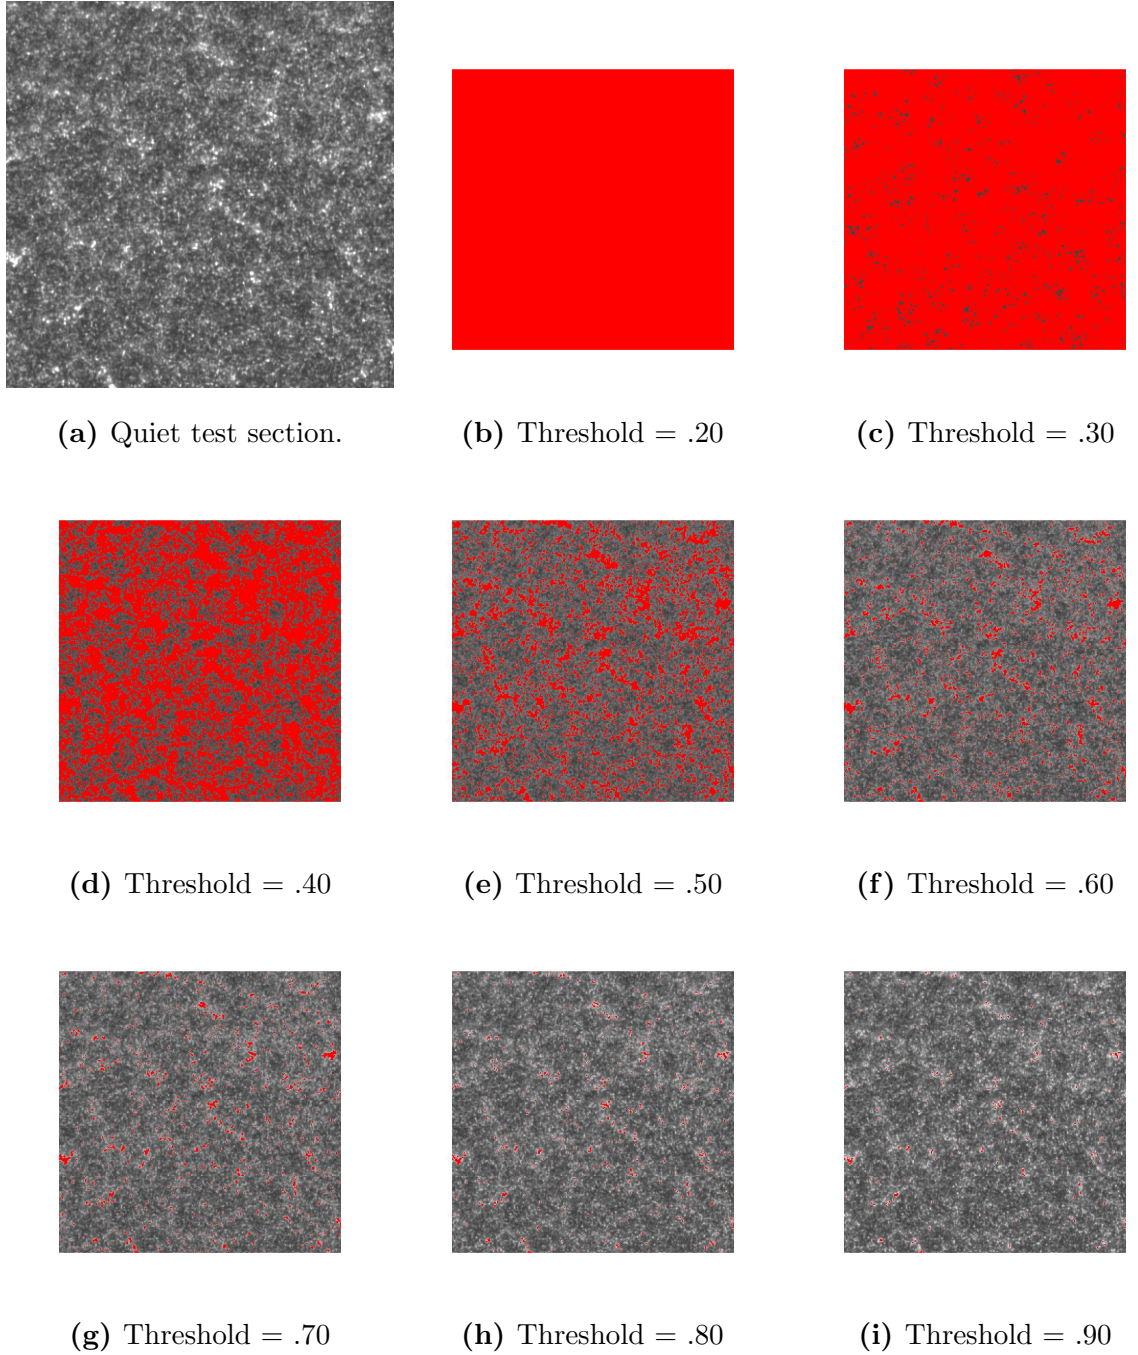 (a) Quiet test section.
(b) Threshold = .20
(c) Threshold = .30
(d) Threshold = .40
(e) Threshold = .50
(f) Threshold = .60
(g) Threshold = .70
(h) Threshold = .80
(i) Threshold = .90